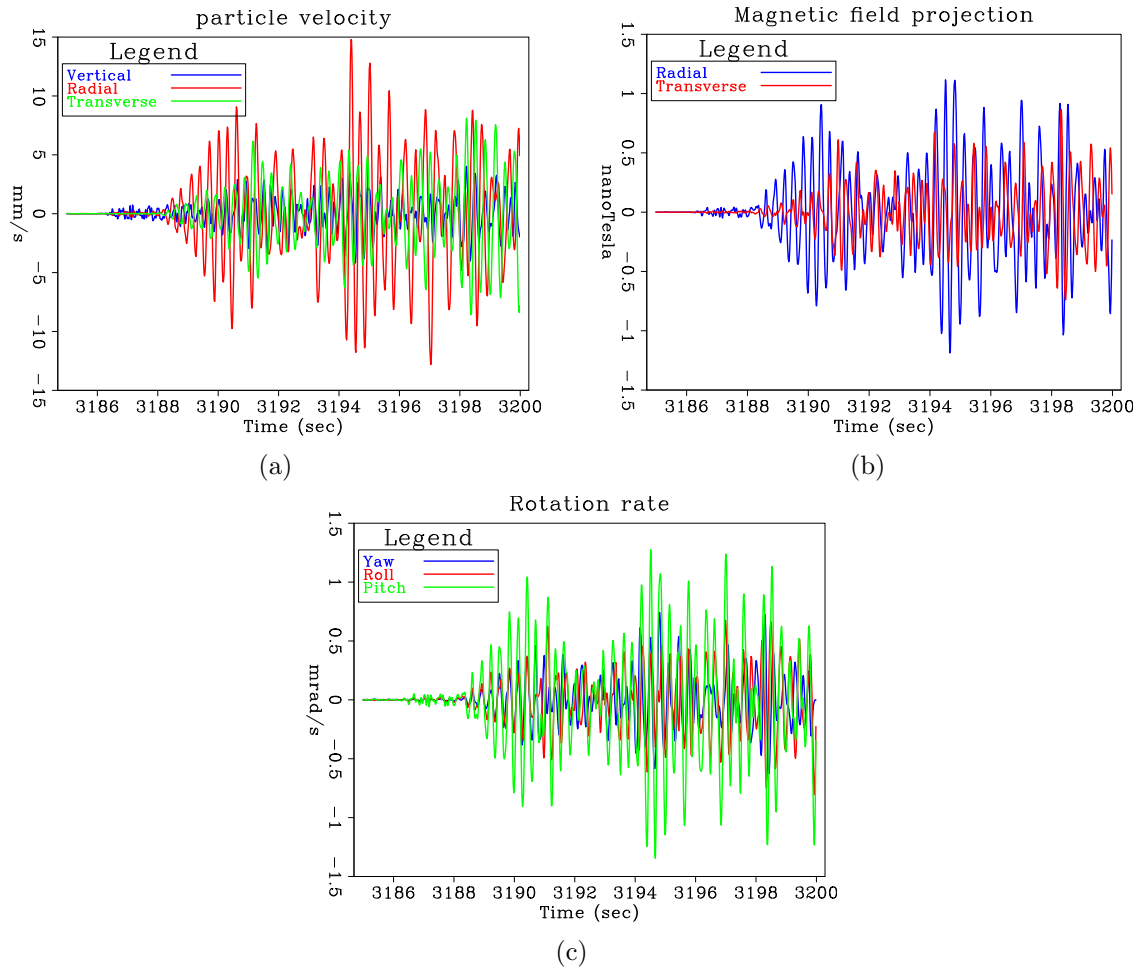 particle velocity
Legend
Vertical
Radial
Transverse
15
10
5
0
−5
−10
−15
mm/s
3186 3188 3190 3192 3194 3196 3198 3200
Time (sec)
(a)
Magnetic field projection
Legend
Radial
Transverse
1.5
1
0.5
0
−0.5
−1
−1.5
nanoTesla
3186 3188 3190 3192 3194 3196 3198 3200
Time (sec)
(b)
Rotation rate
Legend
Yaw
Roll
Pitch
1.5
1
0.5
0
−0.5
−1
−1.5
mrad/s
3186 3188 3190 3192 3194 3196 3198 3200
Time (sec)
(c)